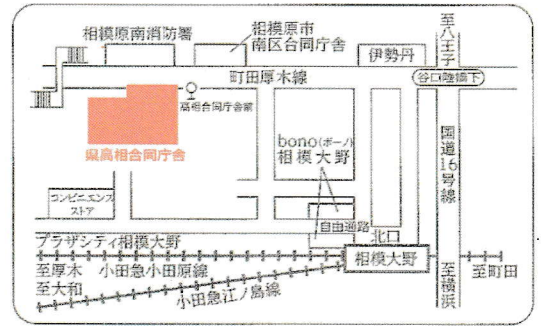 相模原南消防署
相模原市
南区合同庁舎
伊勢丹
至八王子
谷口陸橋下
町田厚木線
高相合同庁舎前
県高相合同庁舎
bono(ボーノ)
相模大野
国道16号線
コンビニエンス
ストア
自由通路
北口
プラザシティ相模大野
相模大野
至厚木
小田急小田原線
至大和
小田急江ノ島線
至横浜
至町田